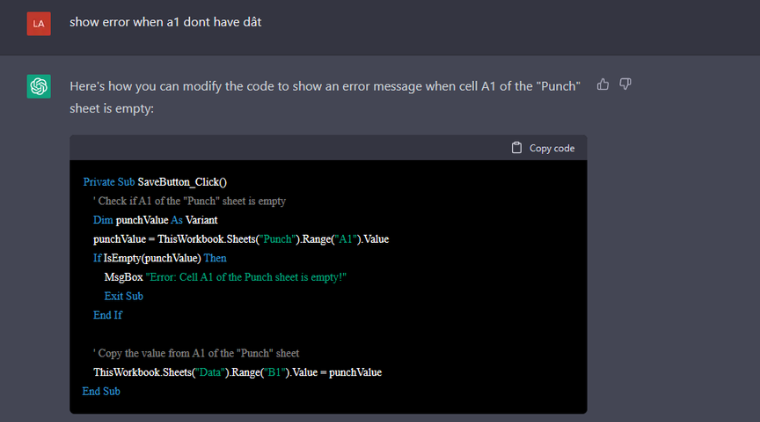 LA
show error when a1 dont have dât
Here's how you can modify the code to show an error message when cell A1 of the "Punch"
sheet is empty:
Copy code
Private Sub SaveButton_Click()
' Check if A1 of the "Punch" sheet is empty
Dim punchValue As Variant
punchValue = ThisWorkbook.Sheets("Punch").Range("A1").Value
If IsEmpty(punchValue) Then
MsgBox "Error: Cell A1 of the Punch sheet is empty!"
Exit Sub
End If
' Copy the value from A1 of the "Punch" sheet
ThisWorkbook.Sheets("Data").Range("B1").Value = punchValue
End Sub